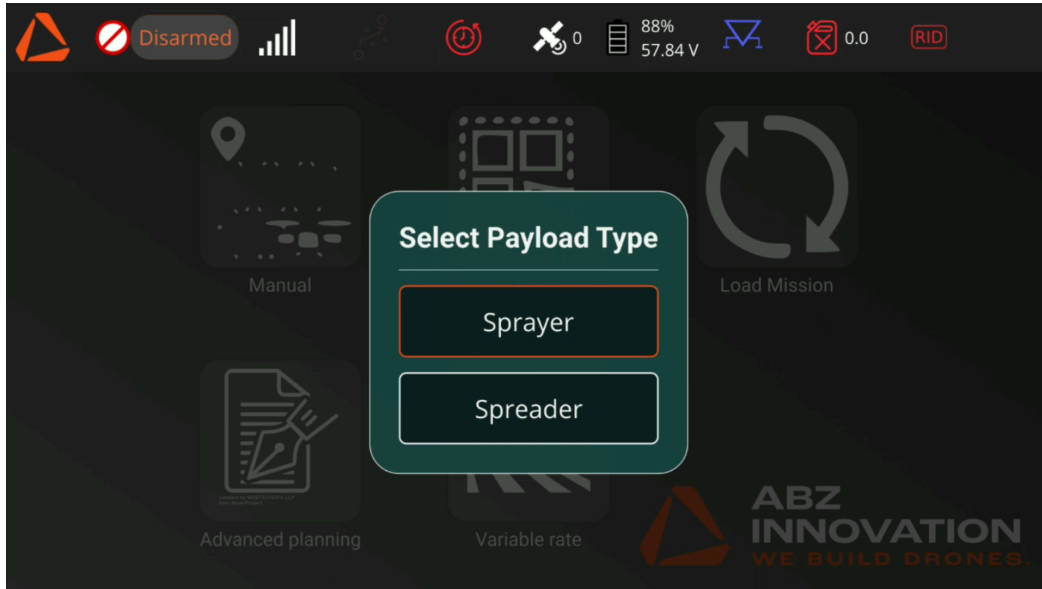 Disarmed
0
88%
57.84 V
0.0
RID
Select Payload Type
Sprayer
Spreader
Manual
Load Mission
Advanced planning
Variable rate
ABZ
INNOVATION
WE BUILD DRONES.